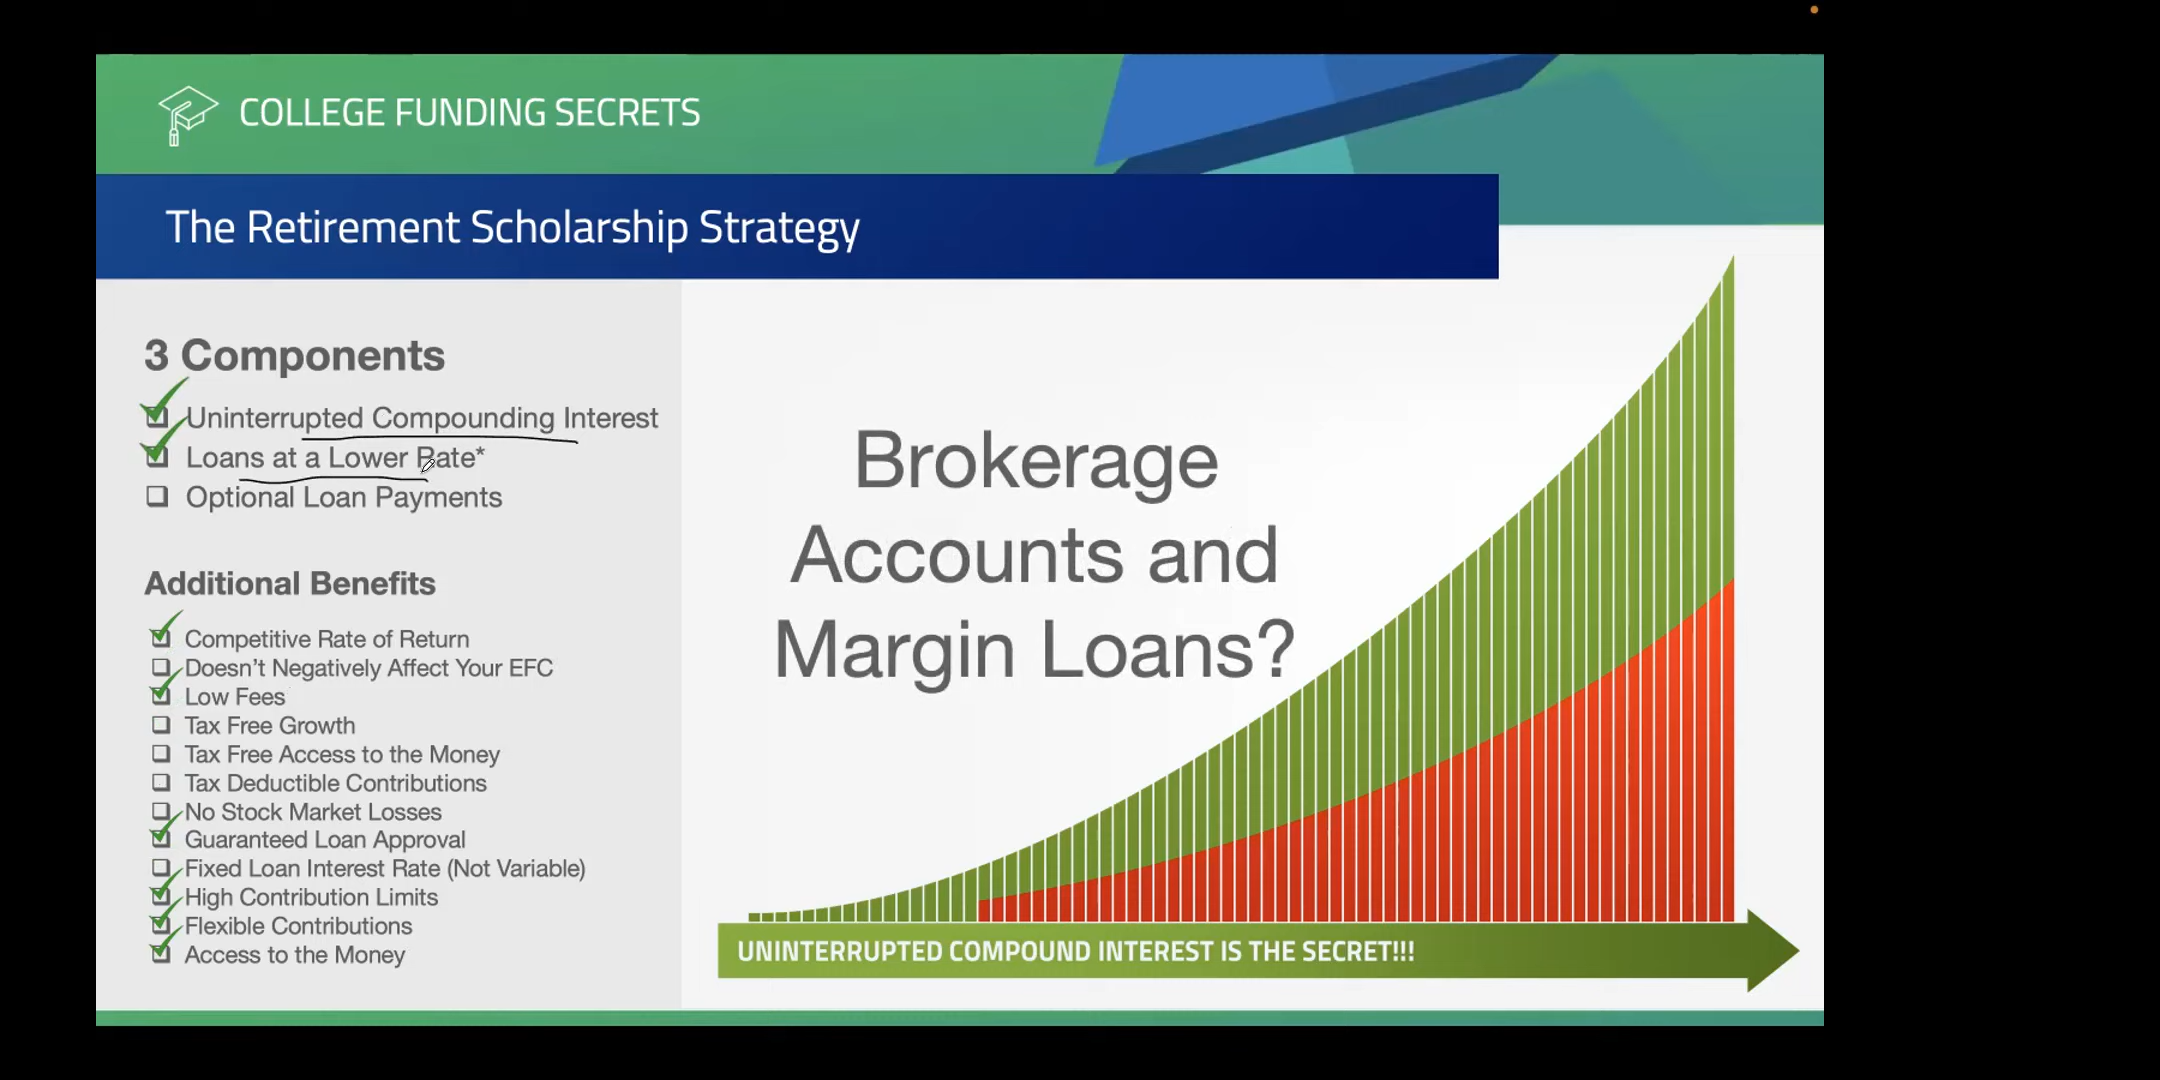 COLLEGE FUNDING SECRETS
The Retirement Scholarship Strategy
3 Components
Uninterrupted Compounding Interest
Loans at a Lower Rate*
Optional Loan Payments
Additional Benefits
Competitive Rate of Return
Doesn't Negatively Affect Your EFC
Low Fees
Tax Free Growth
Tax Free Access to the Money
Tax Deductible Contributions
No Stock Market Losses
Guaranteed Loan Approval
Fixed Loan Interest Rate (Not Variable)
High Contribution Limits
Flexible Contributions
Access to the Money
Brokerage
Accounts and
Margin Loans?
UNINTERRUPTED COMPOUND INTEREST IS THE SECRET!!!